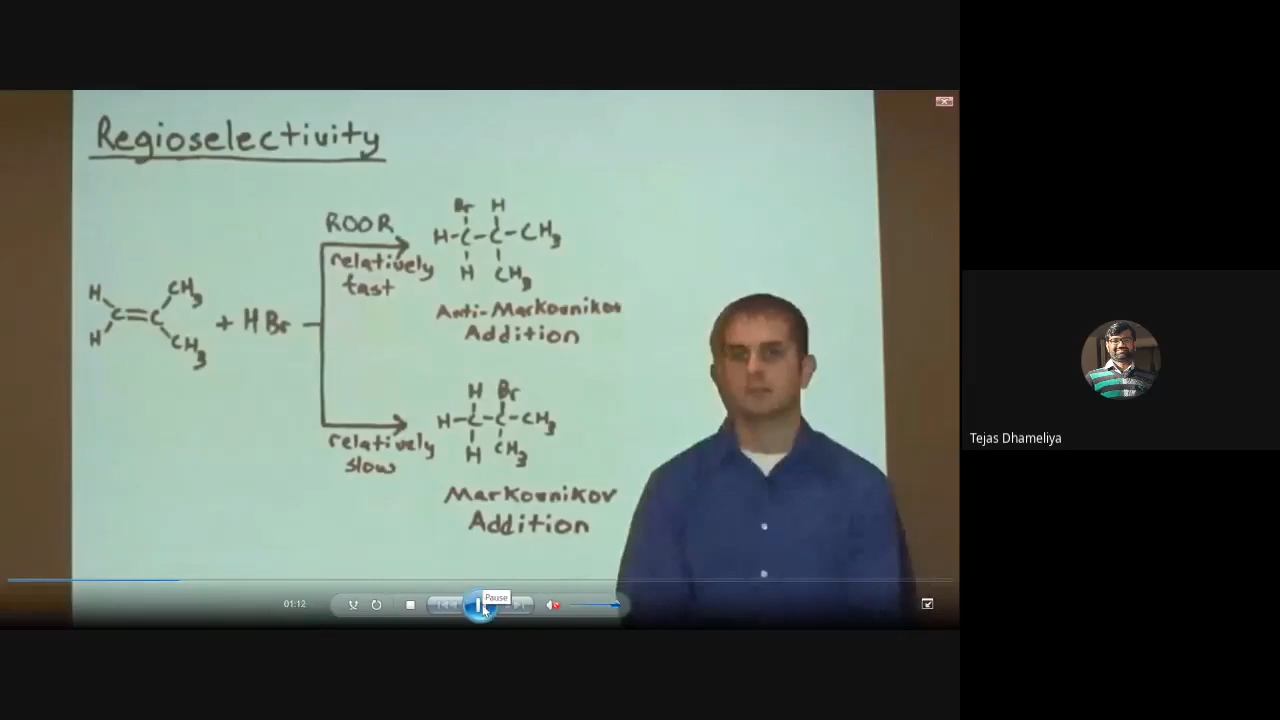 Regioselectivity
ROOR
relatively
fast
Br H
H-C-C-CH3
H CH3
Anti-Markovnikov
Addition
H CH3
C=C + HBr
H CH3
H Br
H-C-C-CH3
H CH3
relatively
slow
Markovnikov
Addition
Tejas Dhameliya
01:12
Pause